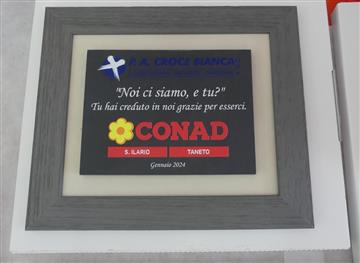 P. A. CROCE BIANCA
"Noi ci siamo, e tu?"
Tu hai creduto in noi grazie per esserci.
CONAD
S. ILARIO TANETO
Gennaio 2024